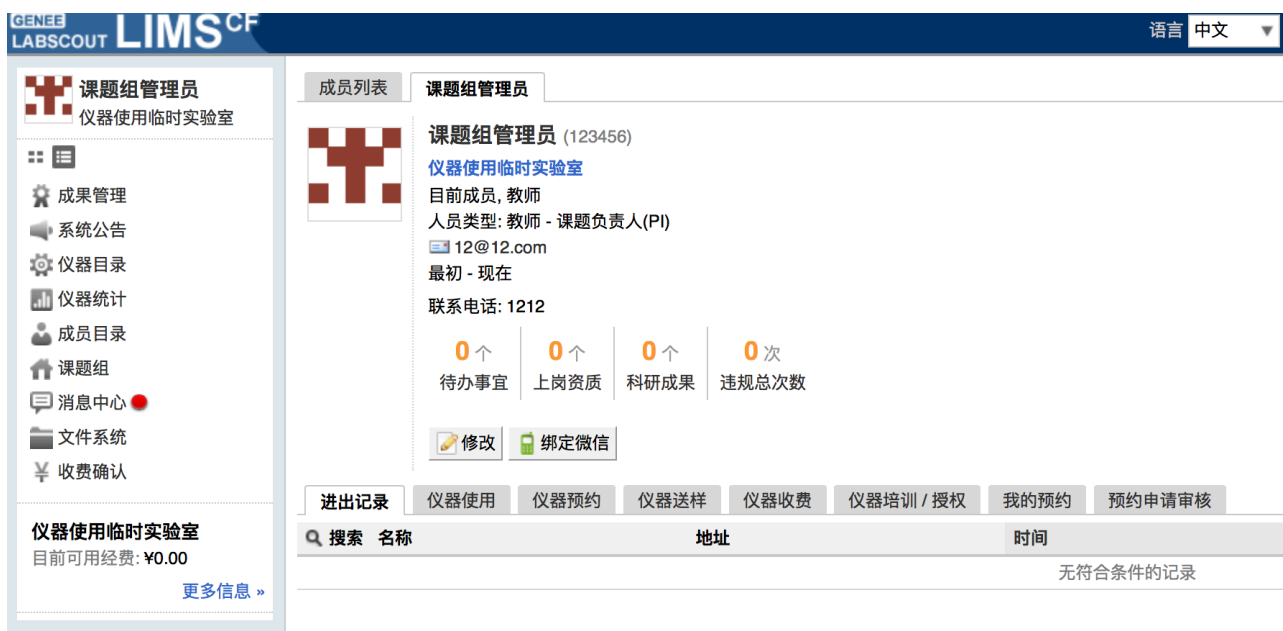 GENEE
LABSCOUT LIMS CF
语言 中文
课题组管理员
仪器使用临时实验室
成果管理
系统公告
仪器目录
仪器统计
成员目录
课题组
消息中心
文件系统
收费确认
仪器使用临时实验室
目前可用经费: ¥0.00
更多信息 »
成员列表 课题组管理员
课题组管理员 (123456)
仪器使用临时实验室
目前成员, 教师
人员类型: 教师 - 课题负责人(PI)
12@12.com
最初 - 现在
联系电话: 1212
0 个 0 个 0 个 0 次
待办事宜 上岗资质 科研成果 违规总次数
修改 绑定微信
进出记录 仪器使用 仪器预约 仪器送样 仪器收费 仪器培训 / 授权 我的预约 预约申请审核
搜索 名称 地址 时间
无符合条件的记录